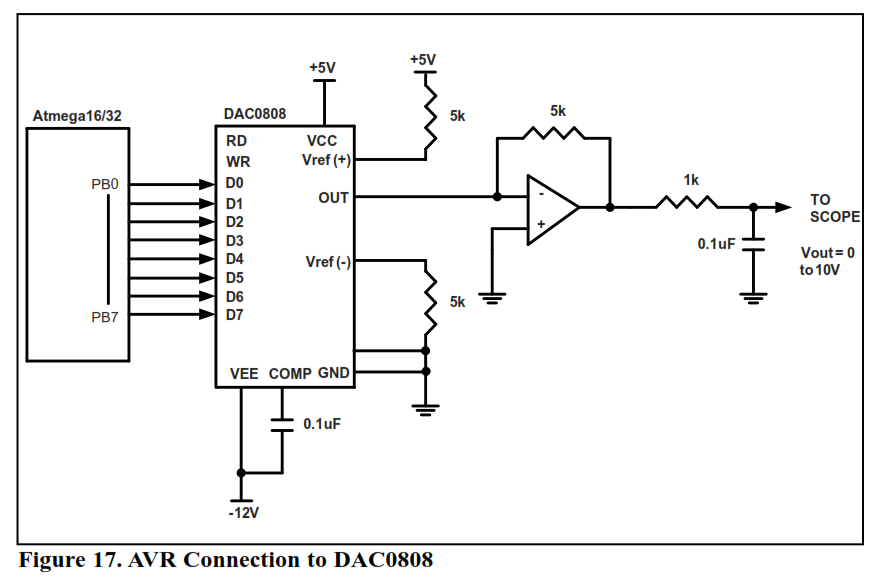 +5V
+5V
Atmega16/32
DAC0808
5k
5k
RD
VCC
WR
Vref (+)
PB0
D0
1k
OUT
D1
TO
SCOPE
D2
D3
0.1uF
D4
Vref (-)
Vout = 0
to 10V
D5
D6
5k
PB7
D7
VEE COMP GND
0.1uF
-12V
-
+
Figure 17. AVR Connection to DAC0808